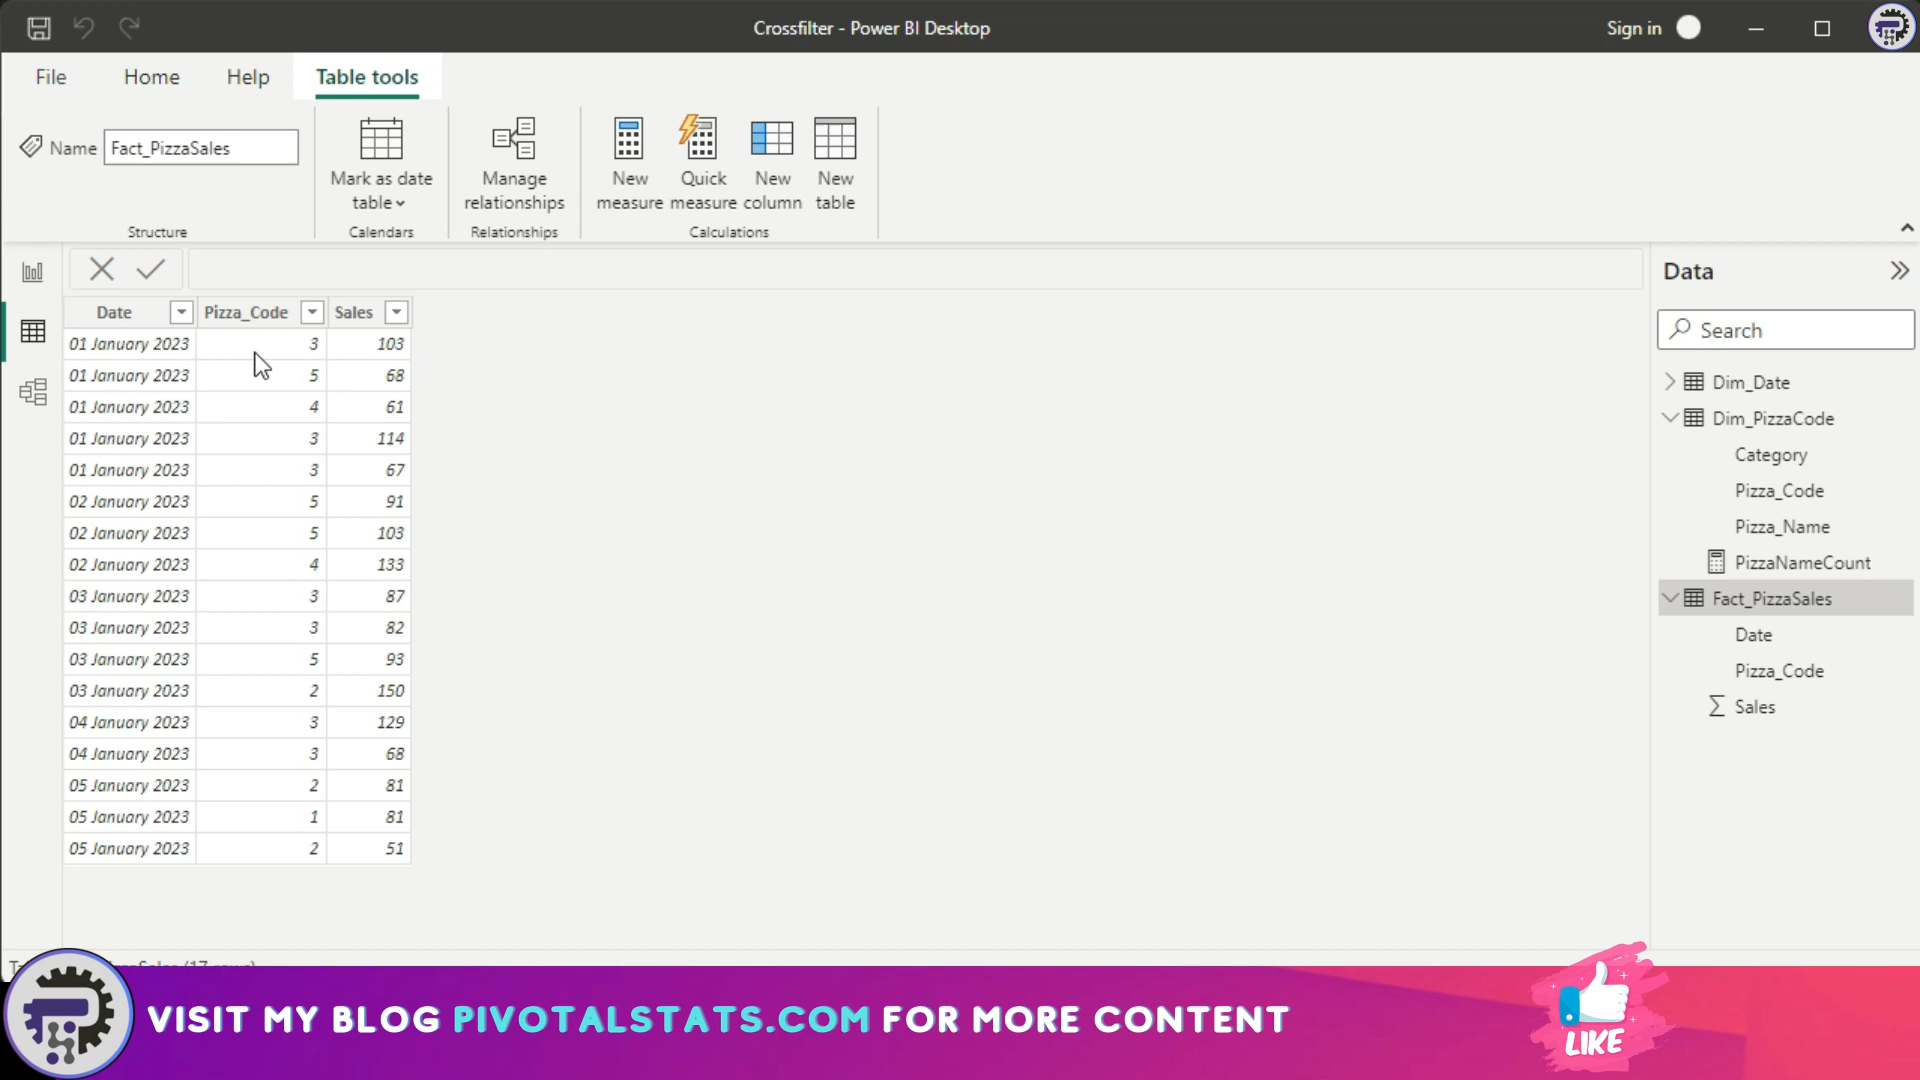 Crossfilter - Power BI Desktop
Sign in
File Home Help Table tools
Name Fact_PizzaSales
Mark as date table
Manage relationships
New measure
Quick measure
New column
New table
Structure Calendars Relationships Calculations
Date Pizza_Code Sales
01 January 2023 3 103
01 January 2023 5 68
01 January 2023 4 61
01 January 2023 3 114
01 January 2023 3 67
02 January 2023 5 91
02 January 2023 5 103
02 January 2023 4 133
03 January 2023 3 87
03 January 2023 3 82
03 January 2023 5 93
03 January 2023 2 150
04 January 2023 3 129
04 January 2023 3 68
05 January 2023 2 81
05 January 2023 1 81
05 January 2023 2 51
Data
Search
Dim_Date
Dim_PizzaCode
Category
Pizza_Code
Pizza_Name
PizzaNameCount
Fact_PizzaSales
Date
Pizza_Code
Sales
VISIT MY BLOG PIVOTALSTATS.COM FOR MORE CONTENT
LIKE